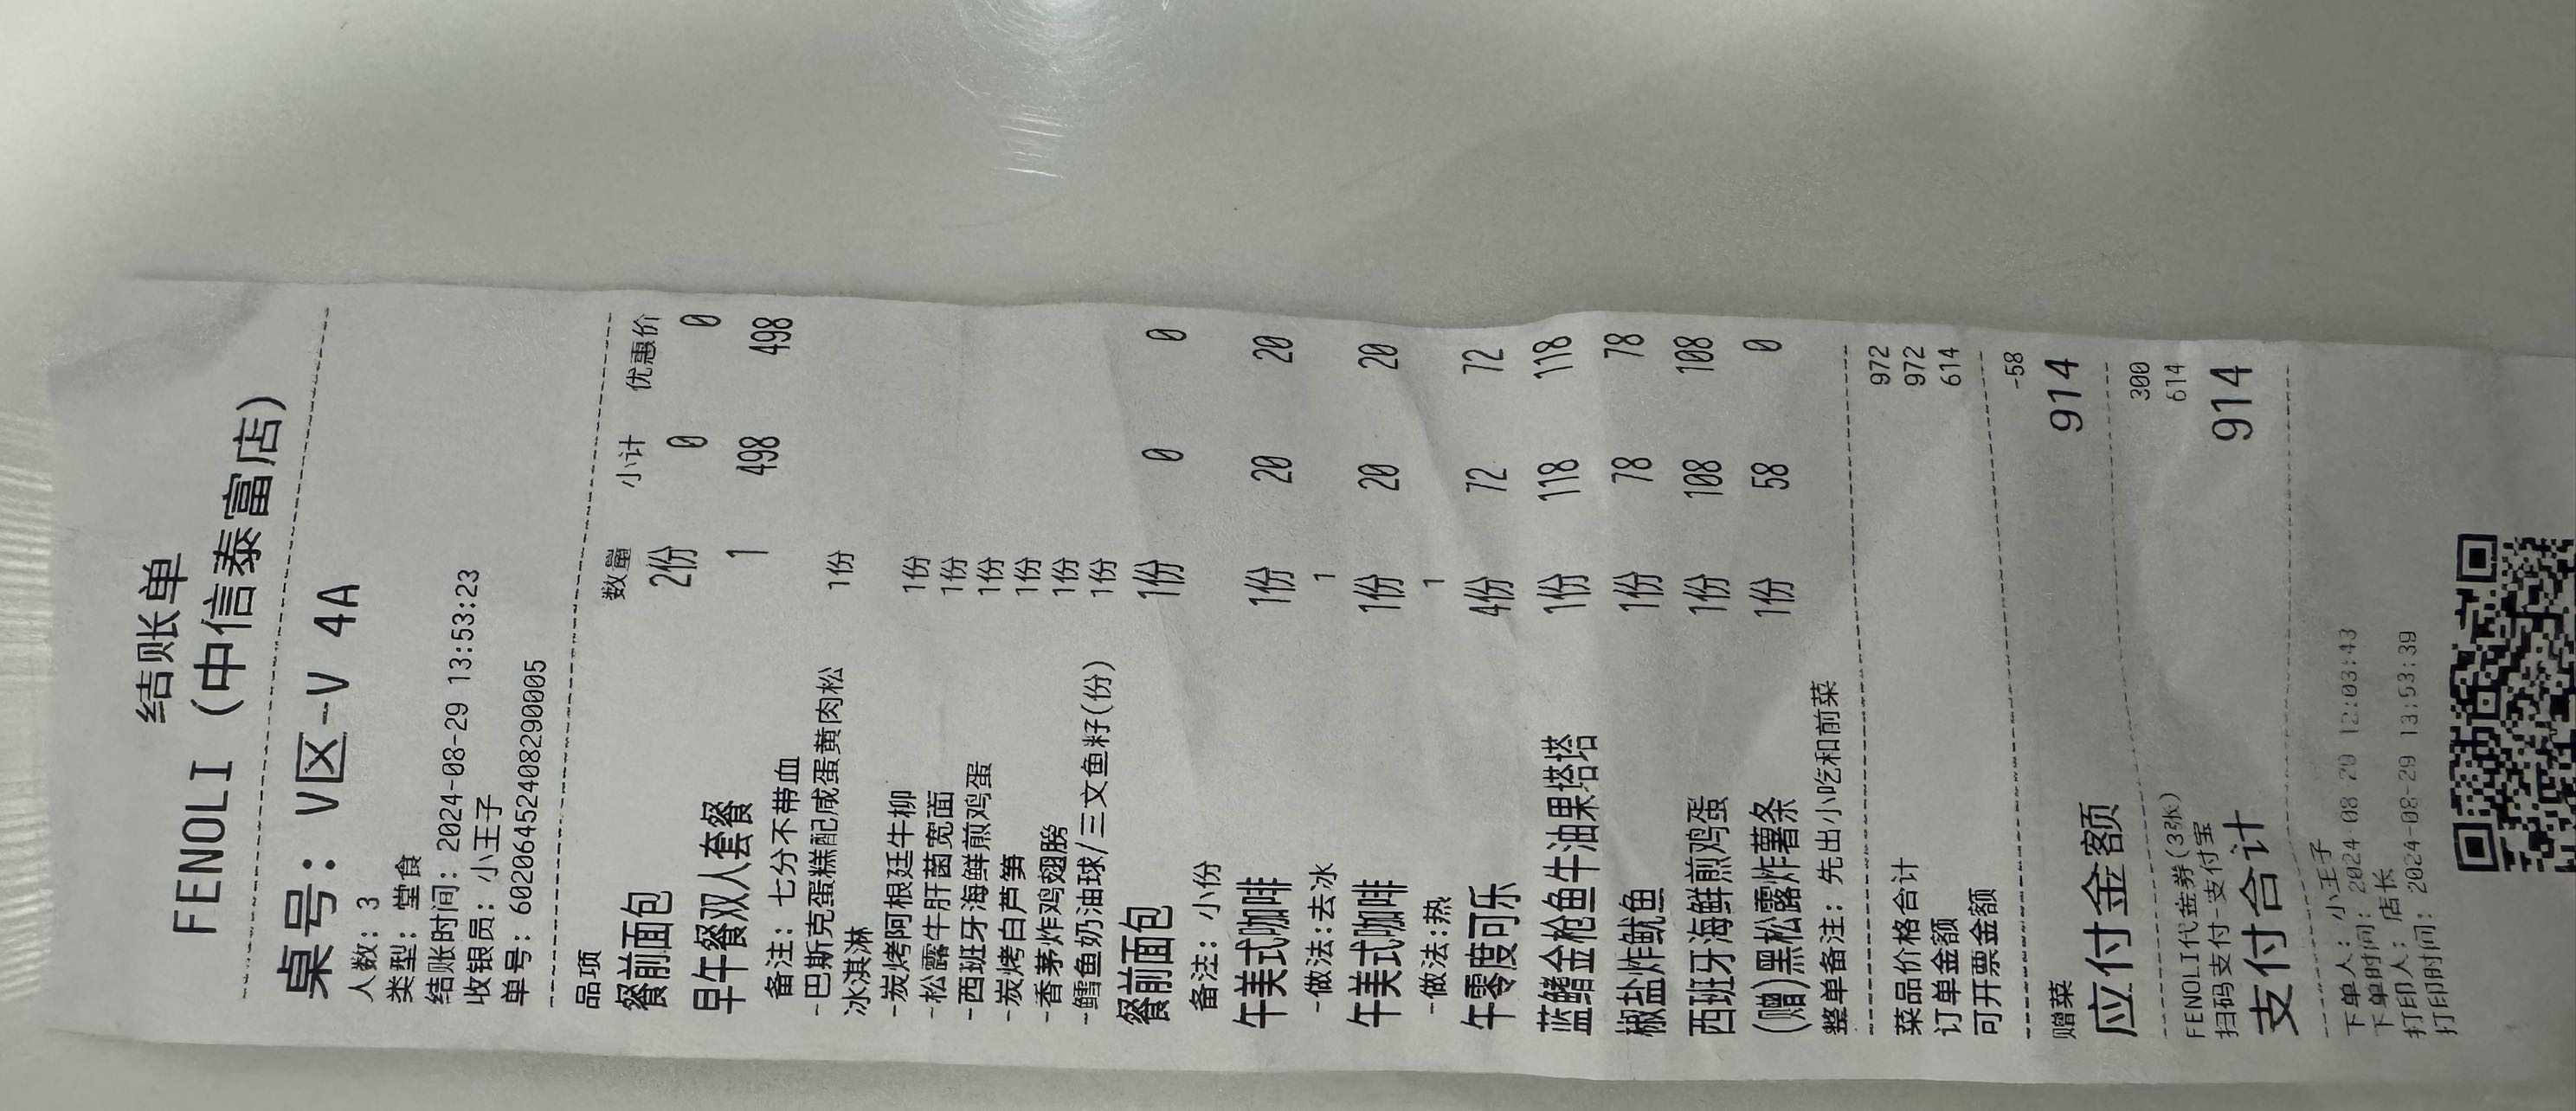 结账单
FENOLI (中信泰富店)
桌号: V区-V 4A
人数: 3
类型: 堂食
结账时间: 2024-08-29 13:53:23
收银员: 小王子
单号: 6020645240829​0005
品项 数量 小计 优惠价
餐前面包 2份 0 0
早午餐双人套餐 1 498 498
备注: 七分不带血
-巴斯克蛋糕配咸蛋黄肉松 1份
冰淇淋
-炭烤阿根廷牛柳 1份
-松露牛肝菌宽面 1份
-西班牙海鲜煎鸡蛋 1份
-炭烤白芦笋 1份
-香茅炸鸡翅膀 1份
-鳕鱼奶油球/三文鱼籽(份) 1份
餐前面包 1份 0 0
备注: 小份
午美式咖啡 1份 20 20
-做法:去冰 1
午美式咖啡 1份 20 20
-做法:热 1
午零度可乐 4份 72 72
蓝鳍金枪鱼牛油果塔塔 1份 118 118
椒盐炸鱿鱼 1份 78 78
西班牙海鲜煎鸡蛋 1份 108 108
(赠)黑松露炸薯条 1份 58 0
整单备注: 先出小吃和前菜
菜品价格合计 972
订单金额 972
可开票金额 614
赠菜 -58
应付金额 914
FENOLI代金券(3张) 300
扫码支付-支付宝 614
支付合计 914
下单人: 小王子
下单时间: 2024-08-29 12:03:43
打印人: 店长
打印时间: 2024-08-29 13:53:39